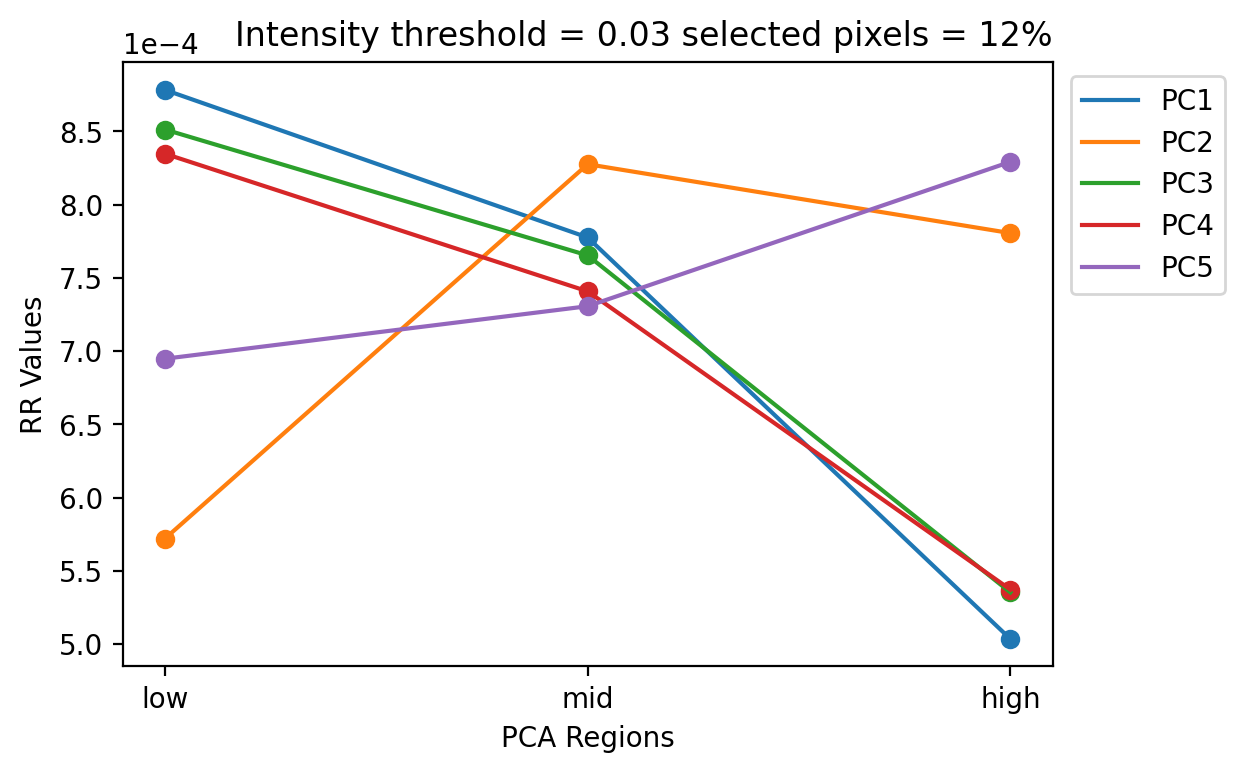 Intensity threshold = 0.03 selected pixels = 12%
1e−4
8.5
8.0
7.5
7.0
6.5
6.0
5.5
5.0
RR Values
low mid high
PCA Regions
PC1
PC2
PC3
PC4
PC5